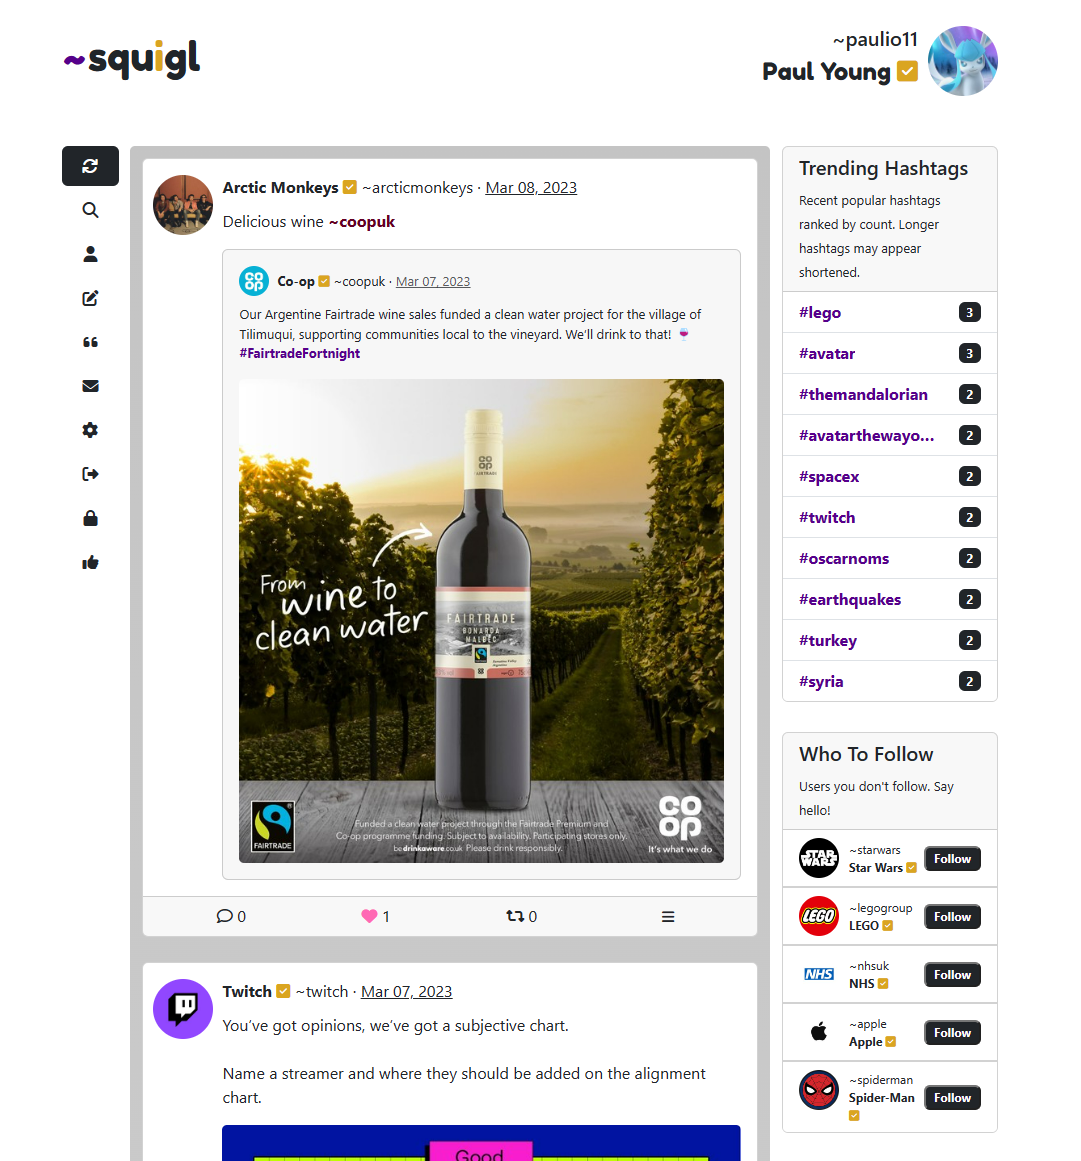 ~squigl
~paulio11
Paul Young
Arctic Monkeys ~arcticmonkeys · Mar 08, 2023
Delicious wine ~coopuk
Co-op ~coopuk · Mar 07, 2023
Our Argentine Fairtrade wine sales funded a clean water project for the village of
Tilimuqui, supporting communities local to the vineyard. We'll drink to that! 🍷
#FairtradeFortnight
CO
OP
FAIRTRADE
From
wine to
clean water
FAIRTRADE
BONARDA
MALBEC
FAIRTRADE
Funded a clean water project through the Fairtrade Premium and
Co-op programme funding. Subject to availability. Participating stores only.
bedrinkaware.co.uk Please drink responsibly.
CO
OP
It's what we do
0
1
0
Twitch ~twitch · Mar 07, 2023
You've got opinions, we've got a subjective chart.
Name a streamer and where they should be added on the alignment
chart.
Good
Trending Hashtags
Recent popular hashtags
ranked by count. Longer
hashtags may appear
shortened.
#lego 3
#avatar 3
#themandalorian 2
#avatarthewayo... 2
#spacex 2
#twitch 2
#oscarnoms 2
#earthquakes 2
#turkey 2
#syria 2
Who To Follow
Users you don't follow. Say
hello!
STAR WARS
~starwars
Star Wars
Follow
LEGO
~legogroup
LEGO
Follow
NHS
~nhsuk
NHS
Follow
~apple
Apple
Follow
~spiderman
Spider-Man
Follow